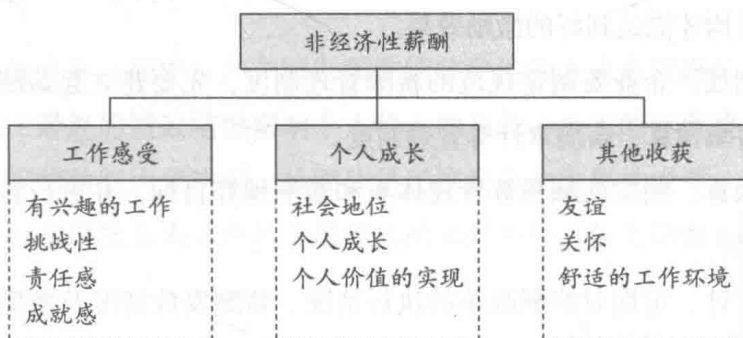 非经济性薪酬
工作感受
有兴趣的工作
挑战性
责任感
成就感
个人成长
社会地位
个人成长
个人价值的实现
其他收获
友谊
关怀
舒适的工作环境